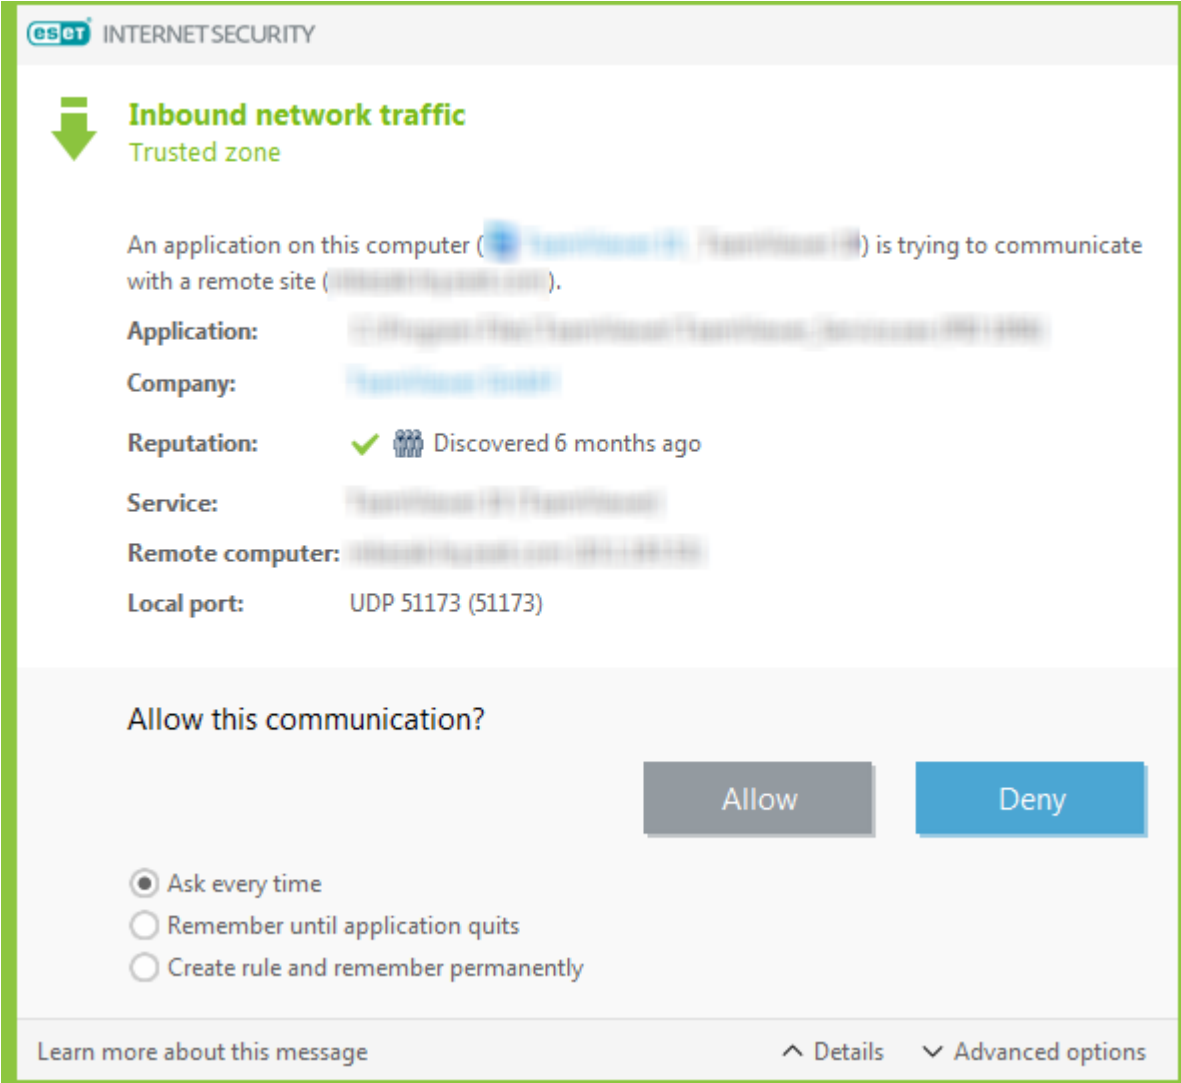 eset INTERNET SECURITY
Inbound network traffic
Trusted zone
An application on this computer ( ) is trying to communicate
with a remote site ( ).
Application:
Company:
Reputation: Discovered 6 months ago
Service:
Remote computer:
Local port: UDP 51173 (51173)
Allow this communication?
Allow Deny
Ask every time
Remember until application quits
Create rule and remember permanently
Learn more about this message Details Advanced options